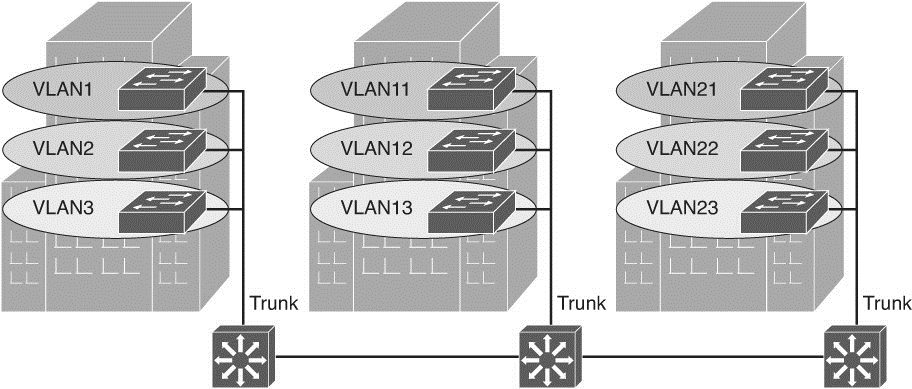 VLAN1
VLAN11
VLAN21
VLAN2
VLAN12
VLAN22
VLAN3
VLAN13
VLAN23
Trunk
Trunk
Trunk